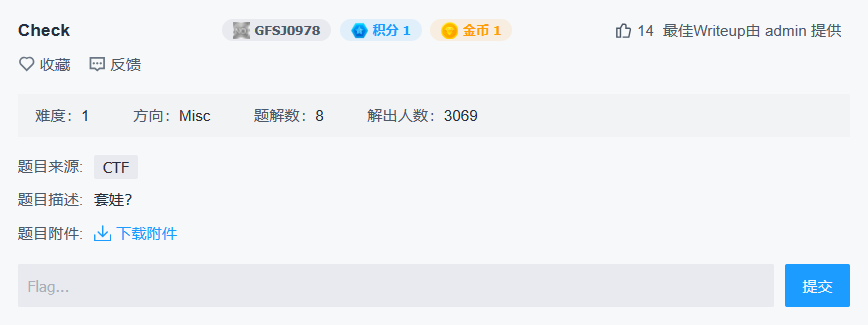 Check GFSJ0978 积分 1 金币 1 14 最佳Writeup由 admin 提供
收藏 反馈
难度：1 方向：Misc 题解数：8 解出人数：3069
题目来源: CTF
题目描述: 套娃?
题目附件: 下载附件
Flag... 提交